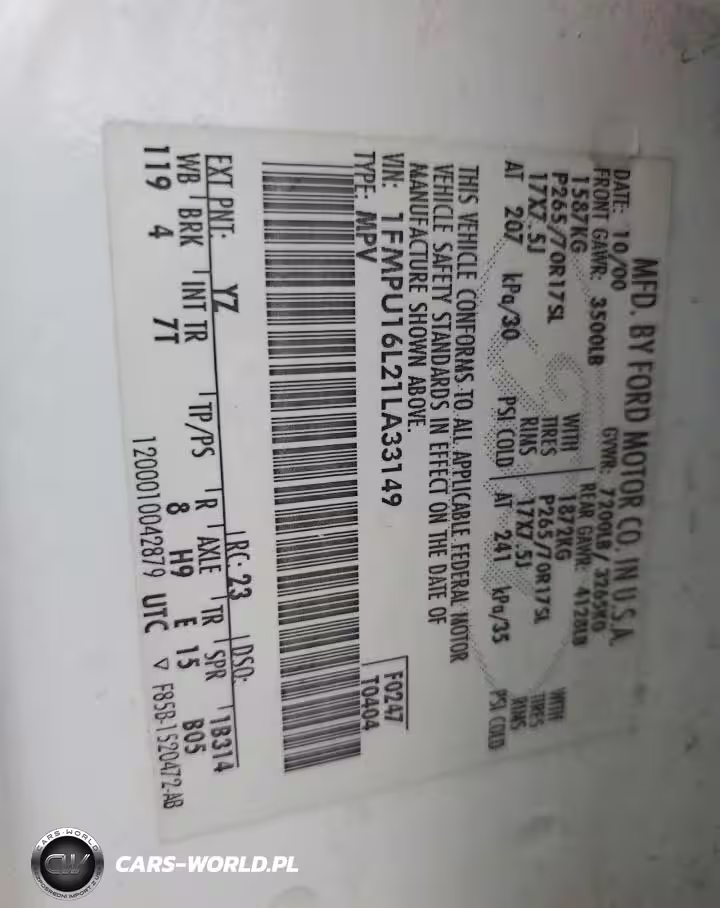 MFD. BY FORD MOTOR CO. IN U.S.A.
DATE: 10/00 GVWR: 7200LB/ 3265KG
FRONT GAWR: 3500LB REAR GAWR: 4128LB
1587KG WITH 1872KG WITH
P265/70R17SL TIRES P265/70R17SL TIRES
17X7.5J RIMS 17X7.5J RIMS
AT 207 kPa/30 PSI COLD AT 241 kPa/35 PSI COLD
THIS VEHICLE CONFORMS TO ALL APPLICABLE FEDERAL MOTOR
VEHICLE SAFETY STANDARDS IN EFFECT ON THE DATE OF
MANUFACTURE SHOWN ABOVE.
VIN: 1FMPU16L21LA33149 F0247
TYPE: MPV T0404
EXT PNT: YZ RC: 23 DSO:
WB BRK INT TR TP/PS R AXLE TR SPR 1B314
119 4 7T 8 H9 E 15 B05
1200010042879 UTC ▽ F85B-1520472-AB
CARS-WORLD
CW
CARS-WORLD.PL